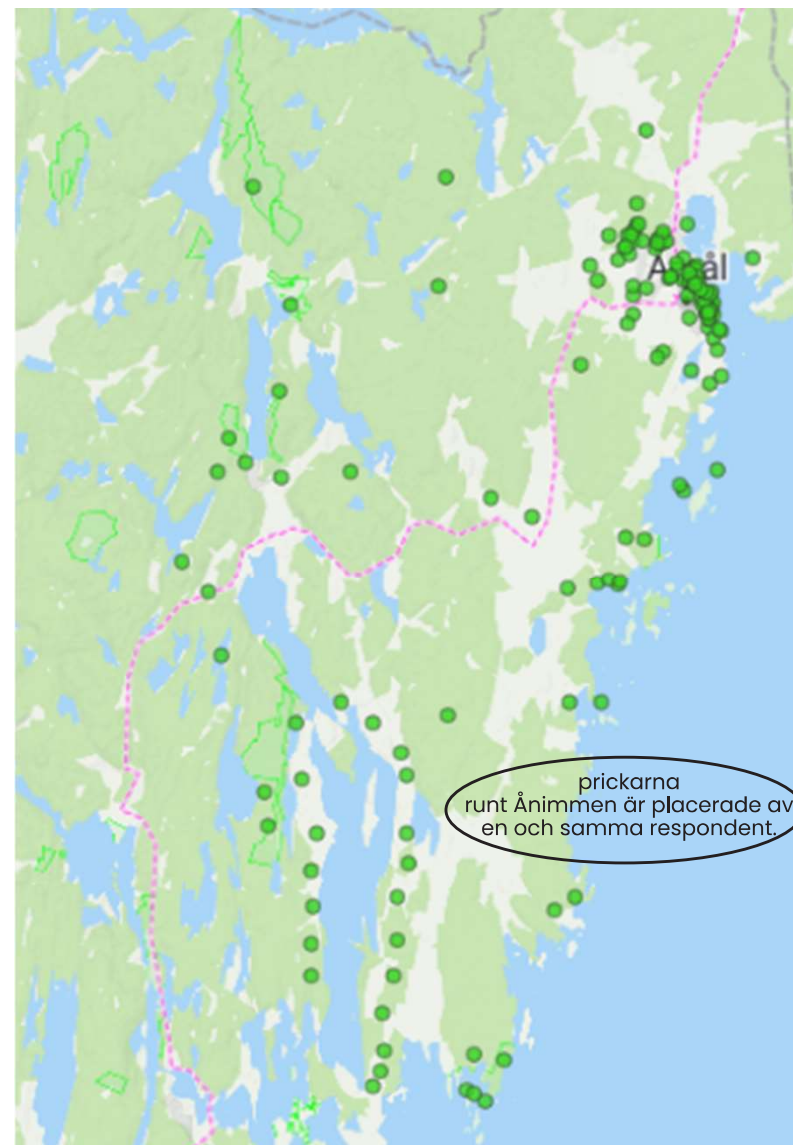 prickarna
runt Ånimmen är placerade av
en och samma respondent.